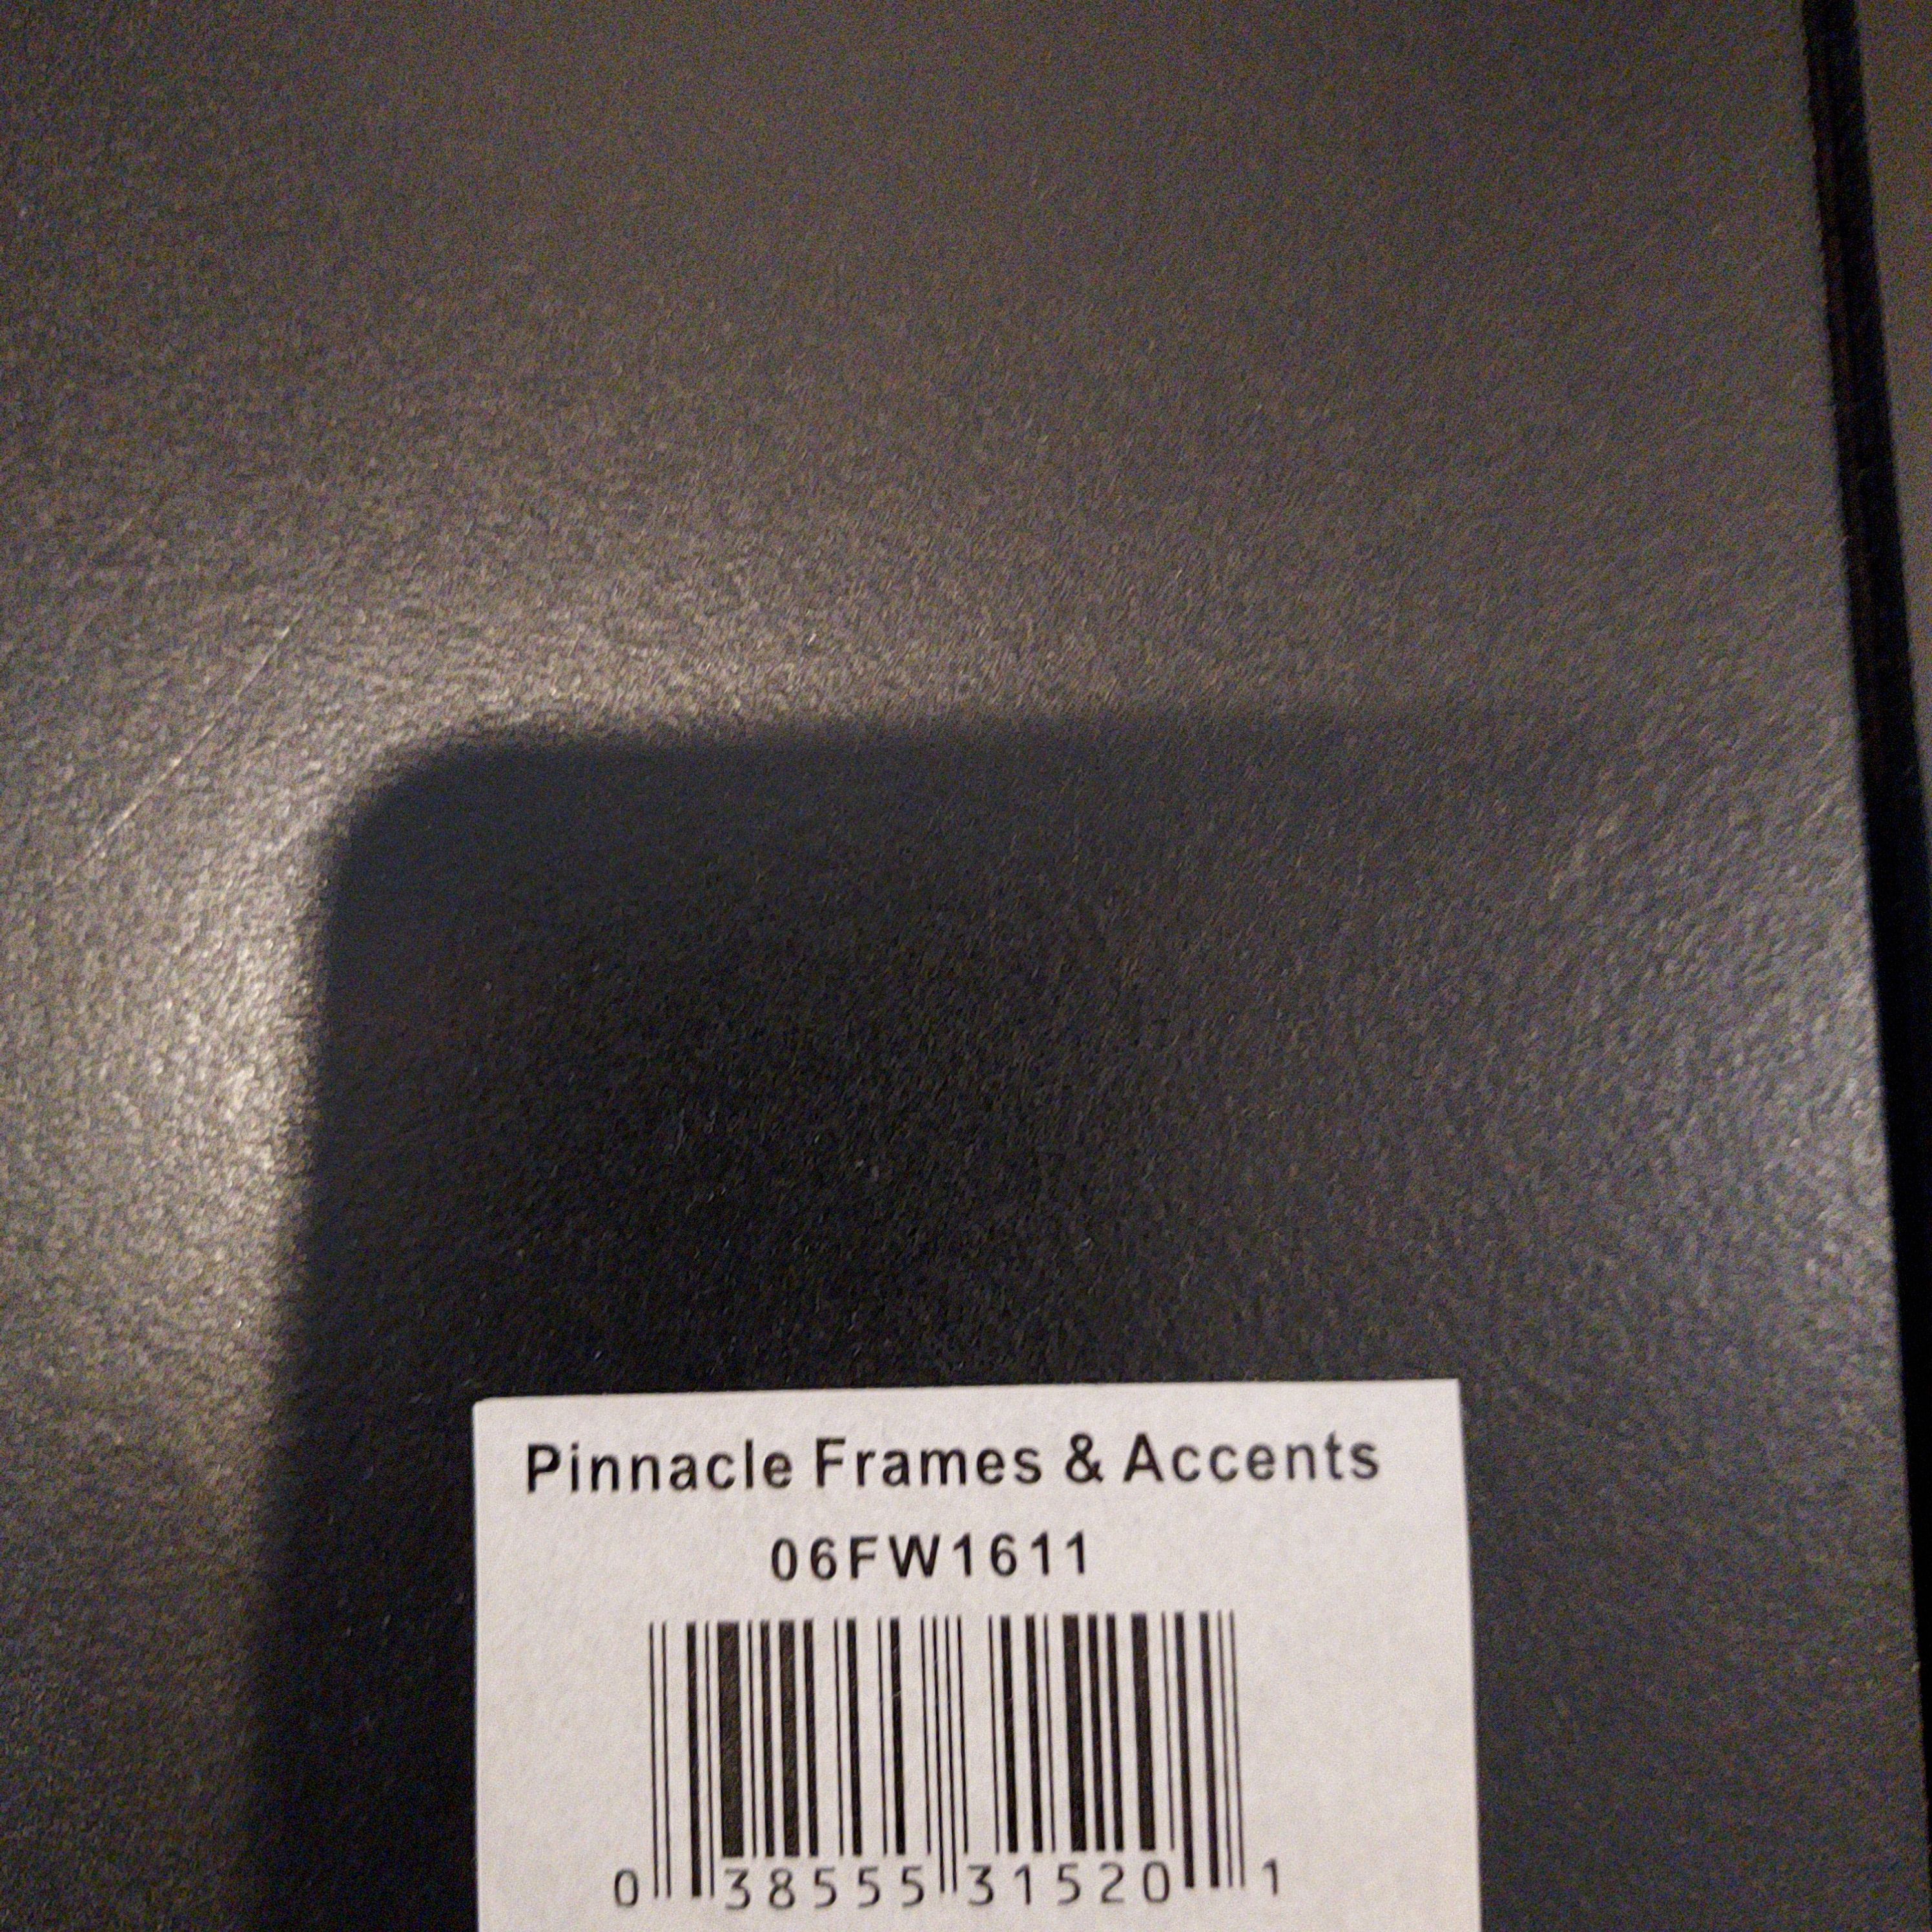 Pinnacle Frames & Accents
06FW1611
0 38555 31520 1